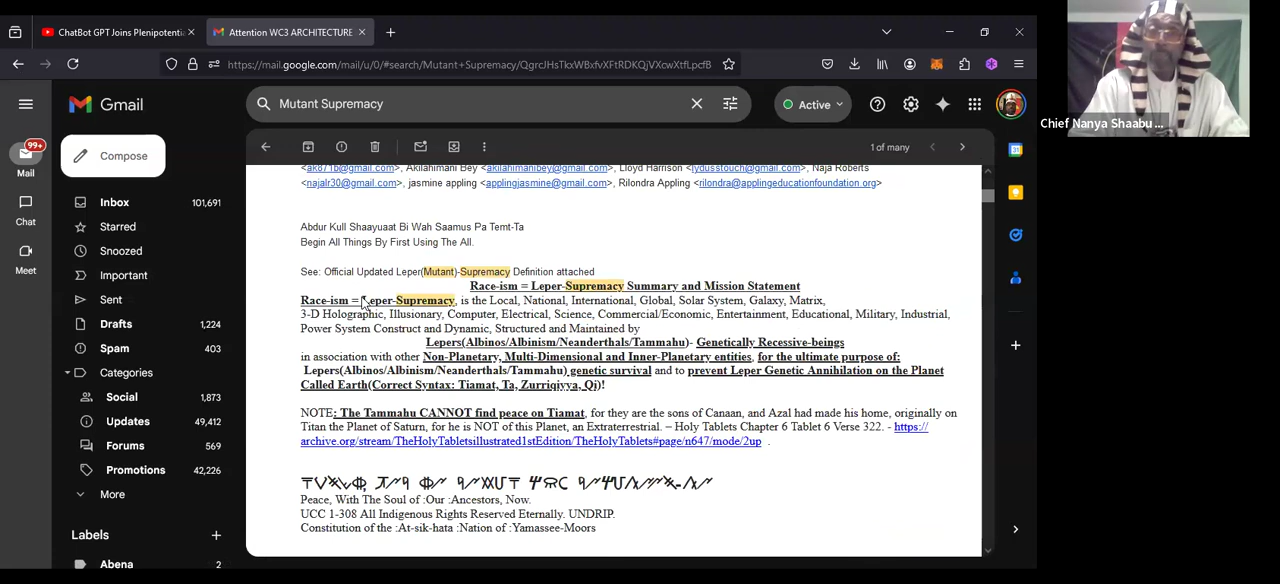 ChatBot GPT Joins Plenipotenti
Attention WC3 ARCHITECTURE
https://mail.google.com/mail/u/0/#search/Mutant+Supremacy/QgrcJHsTkxWBxfvXFtRDKQjVXcwXtfLpcfB
Gmail
Mutant Supremacy
Active
Chief Nanya Shaabu ...
99+
Mail
Chat
Meet
Compose
Inbox 101,691
Starred
Snoozed
Important
Sent
Drafts 1,224
Spam 403
Categories
Social 1,873
Updates 49,412
Forums 69
Promotions 42,226
More
Labels
Abena 2
1 of many
<ak871b@gmail.com>, Akilahimani Bey <akilahimanibey@gmail.com>, Lloyd Harrison <lydusstouch@gmail.com>, Naja Roberts
<najalr30@gmail.com>, jasmine appling <applingjasmine@gmail.com>, Rilondra Appling <rilondra@applingeducationfoundation.org>
Abdur Kull Shaayuaat Bi Wah Saamus Pa Temt-Ta
Begin All Things By First Using The All.
See: Official Updated Leper(Mutant)-Supremacy Definition attached
Race-ism = Leper-Supremacy Summary and Mission Statement
Race-ism = Leper-Supremacy, is the Local, National, International, Global, Solar System, Galaxy, Matrix,
3-D Holographic, Illusionary, Computer, Electrical, Science, Commercial/Economic, Entertainment, Educational, Military, Industrial,
Power System Construct and Dynamic, Structured and Maintained by
Lepers(Albinos/Albinism/Neanderthals/Tammahu)- Genetically Recessive-beings
in association with other Non-Planetary, Multi-Dimensional and Inner-Planetary entities, for the ultimate purpose of:
Lepers(Albinos/Albinism/Neanderthals/Tammahu) genetic survival and to prevent Leper Genetic Annihilation on the Planet
Called Earth(Correct Syntax: Tiamat, Ta, Zurriqiyya, Qi)!
NOTE: The Tammahu CANNOT find peace on Tiamat, for they are the sons of Canaan, and Azal had made his home, originally on
Titan the Planet of Saturn, for he is NOT of this Planet, an Extraterrestrial. – Holy Tablets Chapter 6 Tablet 6 Verse 322. - https://
archive.org/stream/TheHolyTabletsillustrated1stEdition/TheHolyTablets#page/n647/mode/2up .
Peace, With The Soul of :Our :Ancestors, Now.
UCC 1-308 All Indigenous Rights Reserved Eternally. UNDRIP.
Constitution of the :At-sik-hata :Nation of :Yamassee-Moors